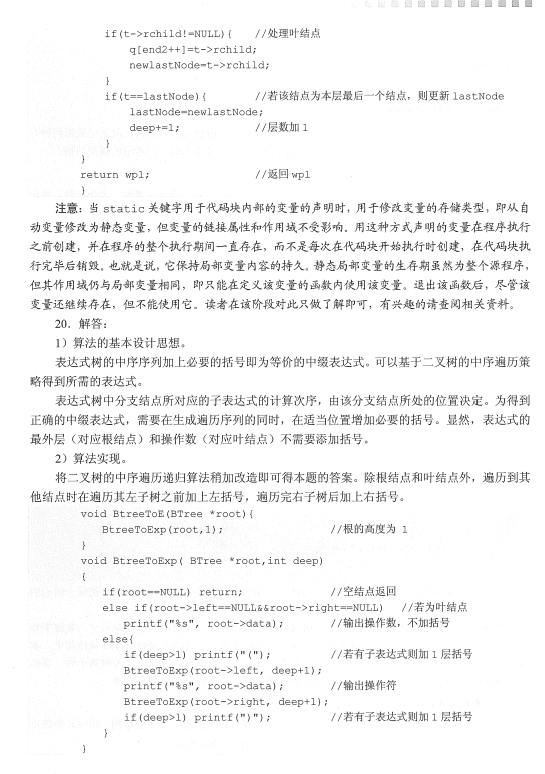 if(t->rchild!=NULL){ //处理叶结点
q[end2++]=t->rchild;
newlastNode=t->rchild;
}
if(t==lastNode){ //若该结点为本层最后一个结点，则更新 lastNode
lastNode=newlastNode;
deep+=1; //层数加 1
}
}
return wpl; //返回 wpl
}
注意：当 static 关键字用于代码块内部的变量的声明时，用于修改变量的存储类型，即从自
动变量修改为静态变量，但变量的链接属性和作用域不受影响。用这种方式声明的变量在程序执行
之前创建，并在程序的整个执行期间一直存在，而不是每次在代码块开始执行时创建，在代码块执
行完毕后销毁。也就是说，它保持局部变量内容的持久。静态局部变量的生存期虽然为整个源程序，
但其作用域仍与局部变量相同，即只能在定义该变量的函数内使用该变量。退出该函数后，尽管该
变量还继续存在，但不能使用它。读者在该阶段对此只做了解即可，有兴趣的请查阅相关资料。
20．解答：
1）算法的基本设计思想。
表达式树的中序序列加上必要的括号即为等价的中缀表达式。可以基于二叉树的中序遍历策
略得到所需的表达式。
表达式树中分支结点所对应的子表达式的计算次序，由该分支结点所处的位置决定。为得到
正确的中缀表达式，需要在生成遍历序列的同时，在适当位置增加必要的括号。显然，表达式的
最外层（对应根结点）和操作数（对应叶结点）不需要添加括号。
2）算法实现。
将二叉树的中序遍历递归算法稍加改造即可得本题的答案。除根结点和叶结点外，遍历到其
他结点时在遍历其左子树之前加上左括号，遍历完右子树后加上右括号。
void BtreeToE(BTree *root){
BtreeToExp(root,1); //根的高度为 1
}
void BtreeToExp( BTree *root,int deep)
{
if(root==NULL) return; //空结点返回
else if(root->left==NULL&&root->right==NULL) //若为叶结点
printf("%s", root->data); //输出操作数，不加括号
else{
if(deep>1) printf("("); //若有子表达式则加 1 层括号
BtreeToExp(root->left, deep+1);
printf("%s", root->data); //输出操作符
BtreeToExp(root->right, deep+1);
if(deep>1) printf(")"); //若有子表达式则加 1 层括号
}
}